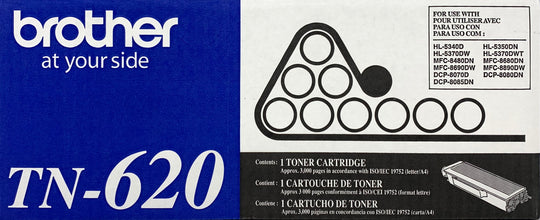 brother
at your side
TN-620
FOR USE WITH
POUR UTILISER AVEC
PARA USO CON
PARA USO COM :
HL-5340D HL-5350DN
HL-5370DW HL-5370DWT
MFC-8480DN MFC-8680DN
MFC-8690DW MFC-8890DW
DCP-8070D DCP-8080DN
DCP-8085DN
Contents: 1 TONER CARTRIDGE
Approx. 3,000 pages in accordance with ISO/IEC 19752 (letter/A4)
Contenu : 1 CARTOUCHE DE TONER
Approx 3 000 pages conformément à ISO/CEI 19752 (format lettre)
Contiene : 1 CARTUCHO DE TONER
Aprox. 3,000 páginas en concordancia con ISO/IEC 19752 (carta/A4)